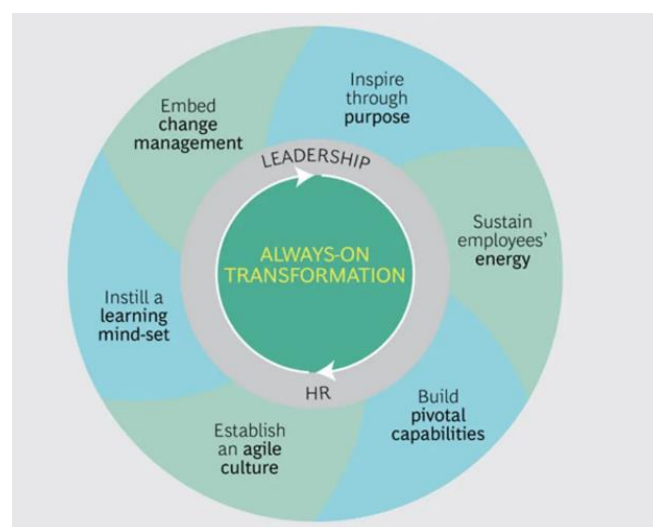 Inspire
through
purpose
Sustain
employees'
energy
Build
pivotal
capabilities
Establish
an agile
culture
Instill a
learning
mind-set
Embed
change
management
LEADERSHIP
ALWAYS-ON
TRANSFORMATION
HR